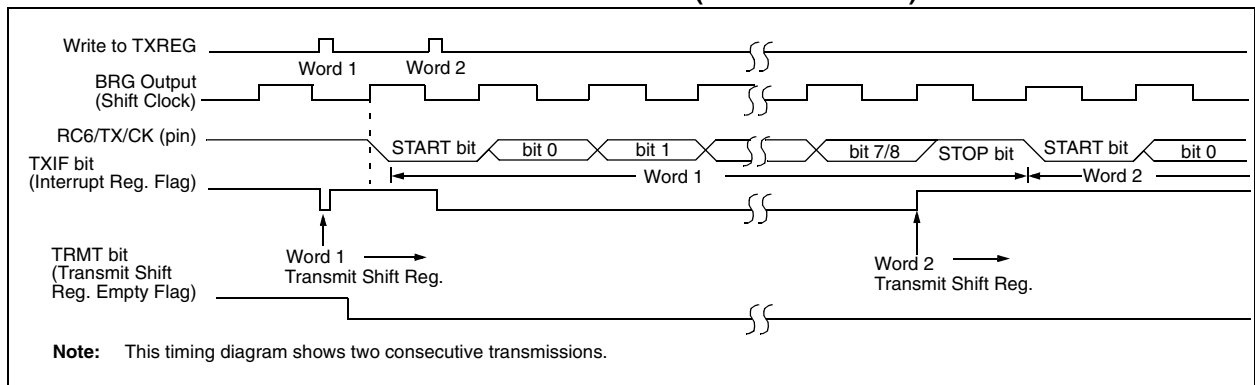 Write to TXREG
Word 1
Word 2
BRG Output
(Shift Clock)
RC6/TX/CK (pin)
START bit
bit 0
bit 1
bit 7/8
STOP bit
START bit
bit 0
TXIF bit
(Interrupt Reg. Flag)
Word 1
Word 2
Word 1
Transmit Shift Reg.
Word 2
Transmit Shift Reg.
TRMT bit
(Transmit Shift
Reg. Empty Flag)
Note: This timing diagram shows two consecutive transmissions.